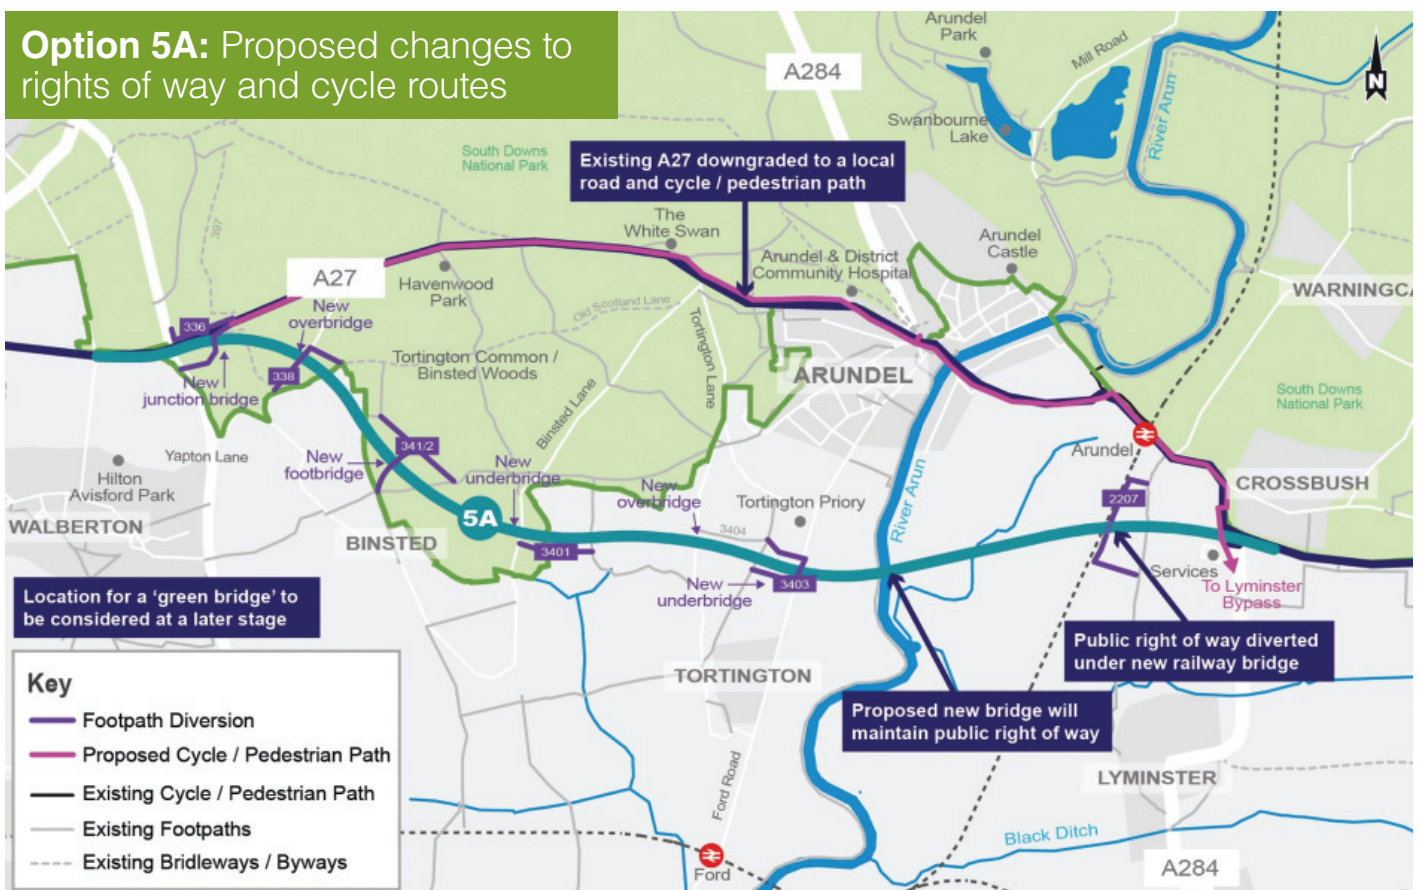 Option 5A: Proposed changes to
rights of way and cycle routes
Arundel
Park
A284
Mill Road
N
Swanbourne
Lake
River Arun
South Downs
National Park
Existing A27 downgraded to a local
road and cycle / pedestrian path
397
The
White Swan
Arundel
Castle
Arundel & District
Community Hospital
A27
Havenwood
Park
WARNINGCA
New
overbridge
Old Scotland Lane
Tortington Lane
336
Tortington Common /
Binsted Woods
338
New
junction bridge
ARUNDEL
South Downs
National Park
Binsted Lane
341/2
Arundel
Yapton Lane
New
footbridge
New
underbridge
Hilton
Avisford Park
New
overbridge
Tortington Priory
River Arun
CROSSBUSH
2207
WALBERTON
5A
BINSTED
3404
3401
Services
3403
New
underbridge
To Lyminster
Bypass
Location for a ‘green bridge’ to
be considered at a later stage
Public right of way diverted
under new railway bridge
TORTINGTON
Proposed new bridge will
maintain public right of way
Key
Footpath Diversion
Proposed Cycle / Pedestrian Path
Existing Cycle / Pedestrian Path
Existing Footpaths
Existing Bridleways / Byways
LYMINSTER
Ford Road
Black Ditch
A284
Ford